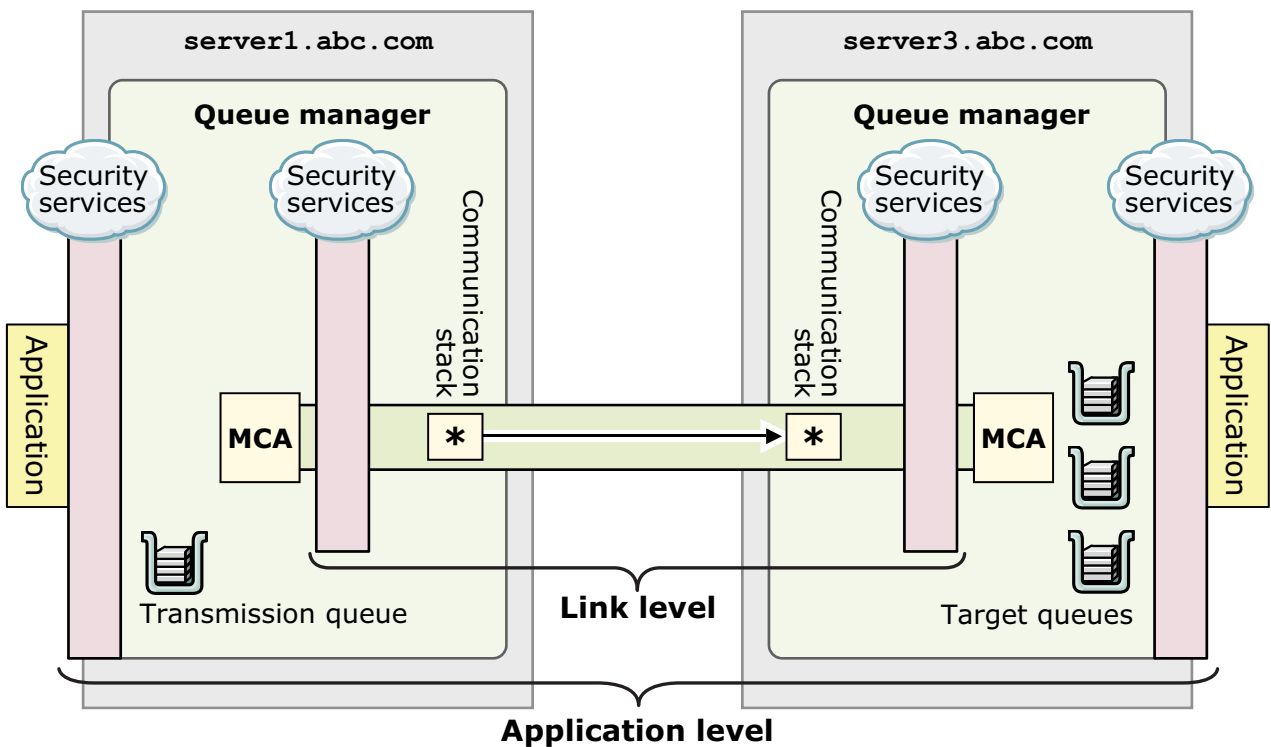 server1.abc.com
server3.abc.com
Queue manager
Queue manager
Security
services
Security
services
Security
services
Security
services
Communication
stack
Communication
stack
Application
Application
MCA
*
*
MCA
Transmission queue
Link level
Target queues
Application level